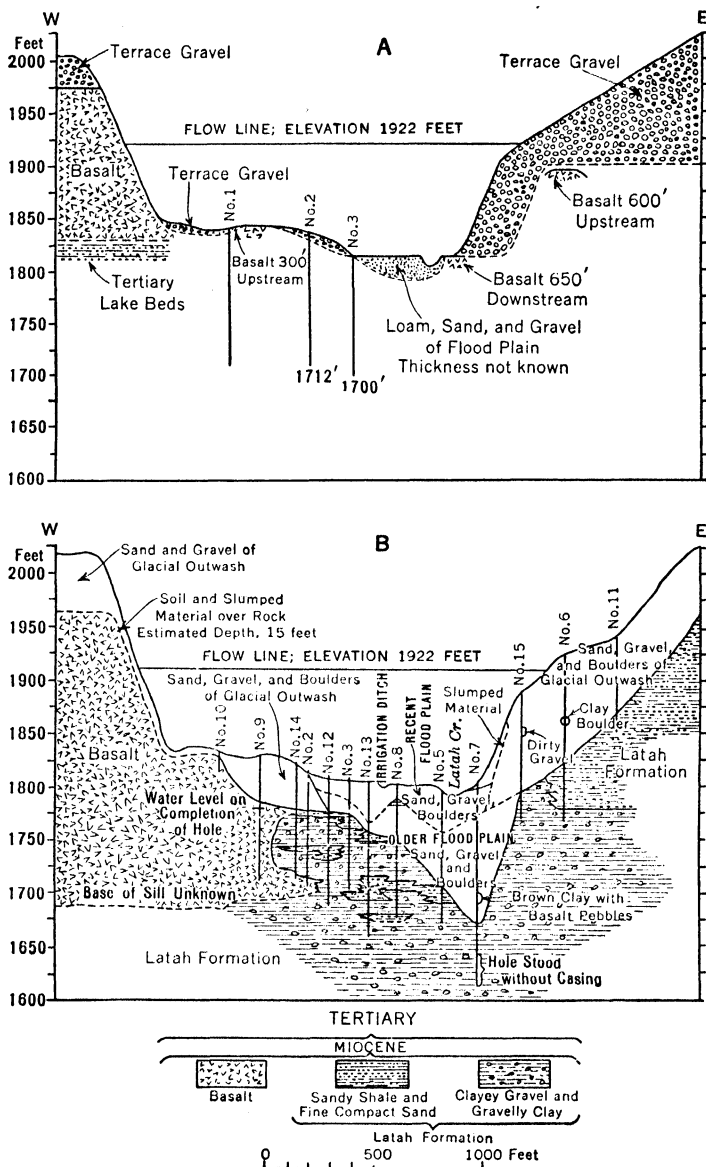 W
E
A
Feet
2000
1950
1900
1850
1800
1750
1700
1650
1600
Terrace Gravel
Terrace Gravel
FLOW LINE; ELEVATION 1922 FEET
Basalt
Terrace Gravel
No.1
No.2
No.3
Basalt 600'
Upstream
Basalt 300'
Upstream
Tertiary
Lake Beds
Basalt 650'
Downstream
Loam, Sand, and Gravel
of Flood Plain
Thickness not known
1712'
1700'
W
B
E
Feet
2000
1950
1900
1850
1800
1750
1700
1650
1600
Sand and Gravel of
Glacial Outwash
Soil and Slumped
Material over Rock
Estimated Depth, 15 feet
FLOW LINE; ELEVATION 1922 FEET
Sand, Gravel, and Boulders
of Glacial Outwash
No.10
No.9
No.14
No.2
No.12
No.3
No.13
IRRIGATION DITCH
No.8
RECENT
FLOOD PLAIN
No.5
Latah Cr.
No.7
Slumped
Material
No.15
No.6
No.11
Sand, Gravel,
and Boulders of
Glacial Outwash
Clay
Boulder
Dirty
Gravel
Latah
Formation
Basalt
Water Level on
Completion
of Hole
Sand, Gravel
Boulders
OLDER FLOOD PLAIN
Sand, Gravel
and
Boulders
Base of Sill Unknown
Brown Clay with
Basalt Pebbles
Latah Formation
Hole Stood
without Casing
TERTIARY
MIOCENE
Basalt
Sandy Shale and
Fine Compact Sand
Clayey Gravel and
Gravelly Clay
Latah Formation
0 500 1000 Feet